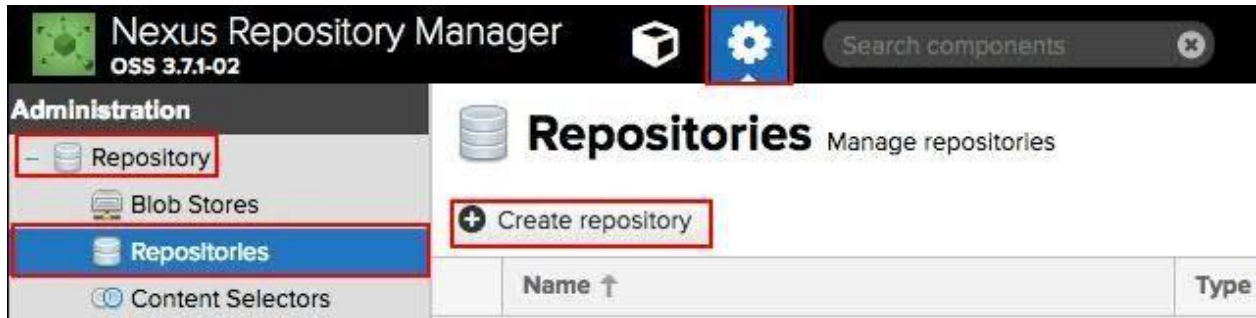 Nexus Repository Manager
OSS 3.7.1-02
Search components
Administration
Repository
Blob Stores
Repositories
Content Selectors
Repositories Manage repositories
Create repository
Name ↑
Type